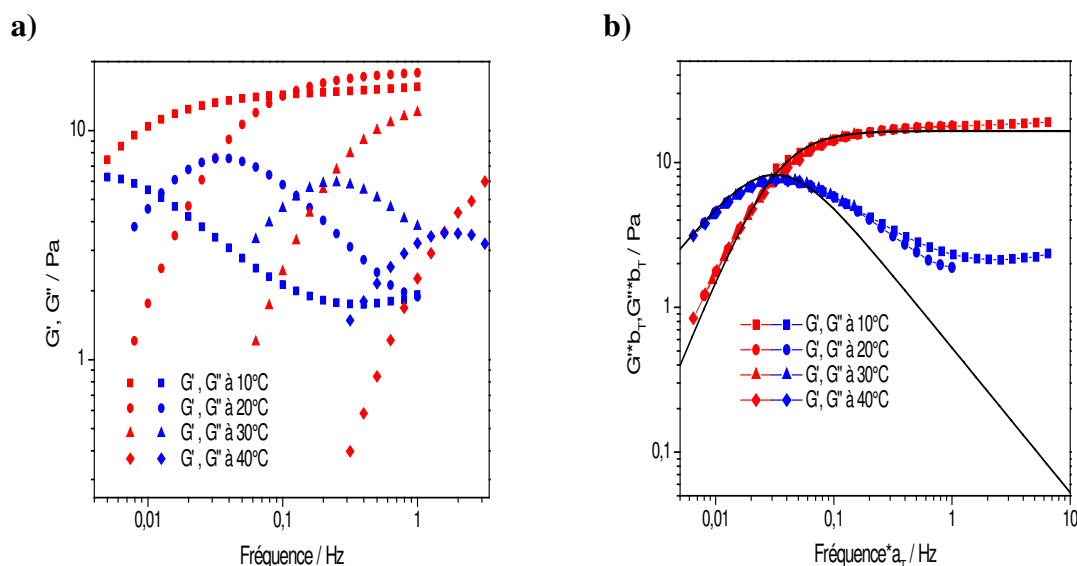 a)
G', G" / Pa
10
1
G', G" à 10°C
G', G" à 20°C
G', G" à 30°C
G', G" à 40°C
0,01 0,1 1
Fréquence / Hz
b)
G'*b_T, G"*b_T / Pa
10
1
0,1
G', G" à 10°C
G', G" à 20°C
G', G" à 30°C
G', G" à 40°C
0,01 0,1 1 10
Fréquence*a_T / Hz